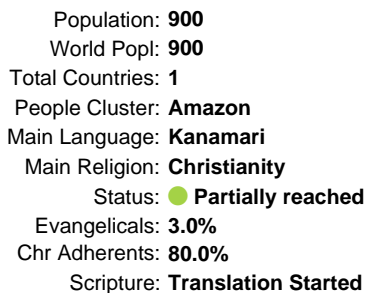 Population: 900
World Popl: 900
Total Countries: 1
People Cluster: Amazon
Main Language: Kanamari
Main Religion: Christianity
Status: Partially reached
Evangelicals: 3.0%
Chr Adherents: 80.0%
Scripture: Translation Started